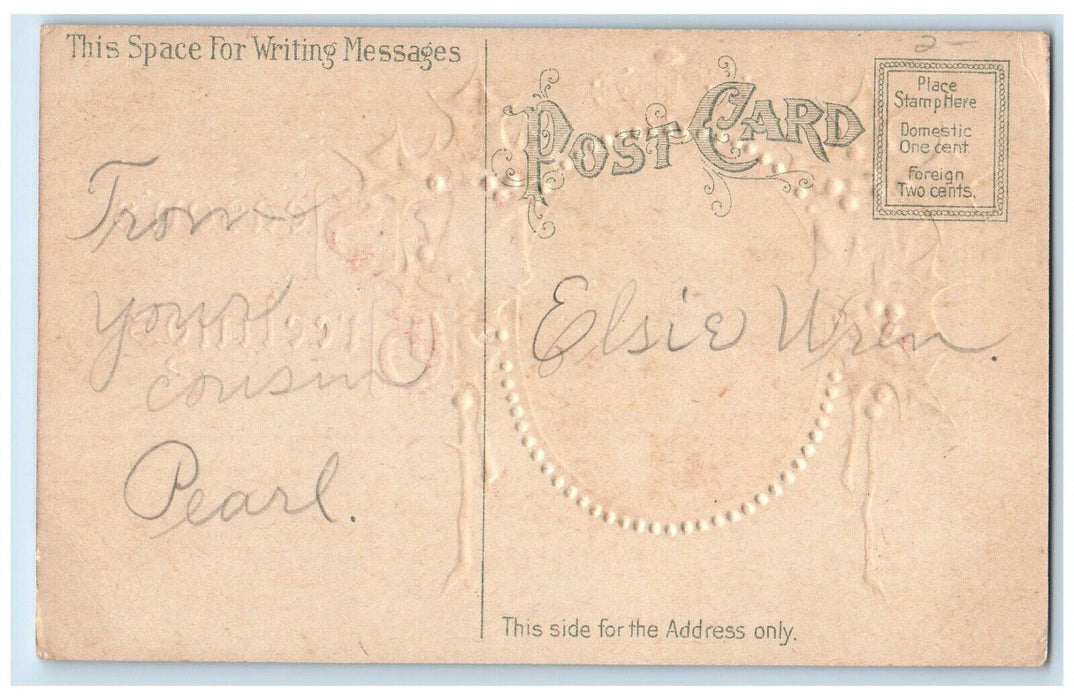 This Space For Writing Messages
From
your
cousin
Pearl.
POST CARD
2-
Place
Stamp Here
Domestic
One cent
Foreign
Two cents.
Elsie Wren.
This side for the Address only.